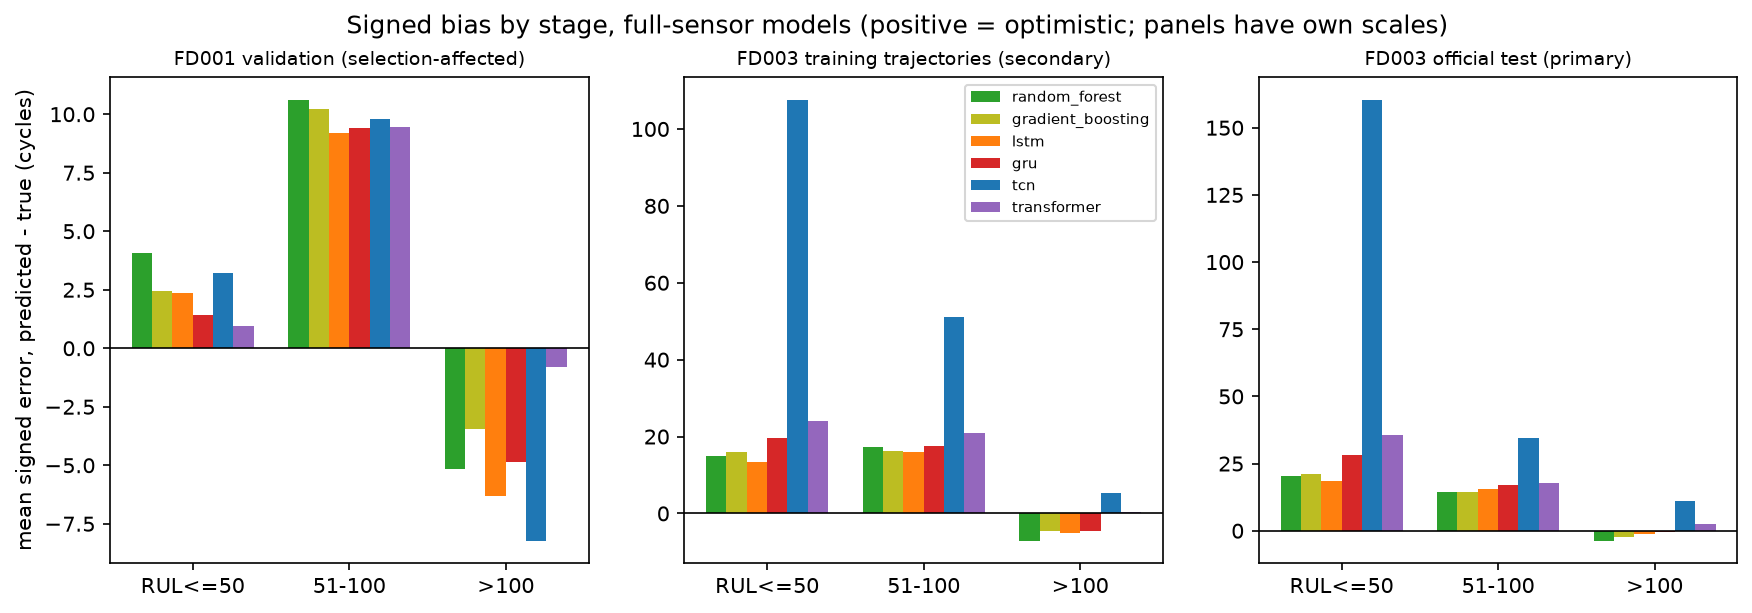 Signed bias by stage, full-sensor models (positive = optimistic; panels have own scales)
FD001 validation (selection-affected)
mean signed error, predicted - true (cycles)
10.0
7.5
5.0
2.5
0.0
−2.5
−5.0
−7.5
RUL<=50
51-100
>100
FD003 training trajectories (secondary)
100
80
60
40
20
0
random_forest
gradient_boosting
lstm
gru
tcn
transformer
RUL<=50
51-100
>100
FD003 official test (primary)
150
125
100
75
50
25
0
RUL<=50
51-100
>100